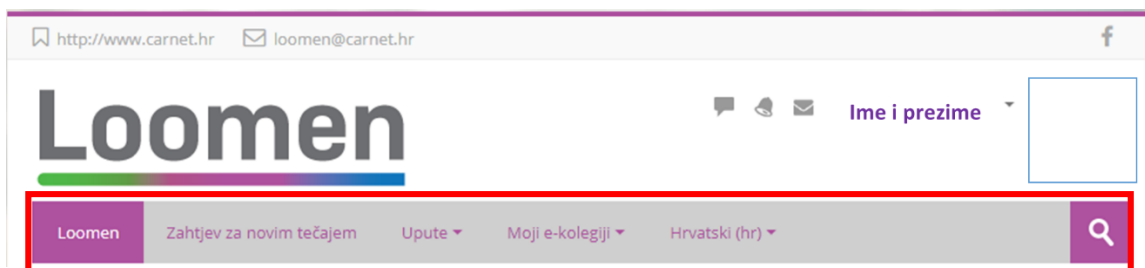 http://www.carnet.hr loomen@carnet.hr f
Loomen
Ime i prezime
Loomen Zahtjev za novim tečajem Upute Moji e-kolegiji Hrvatski (hr)